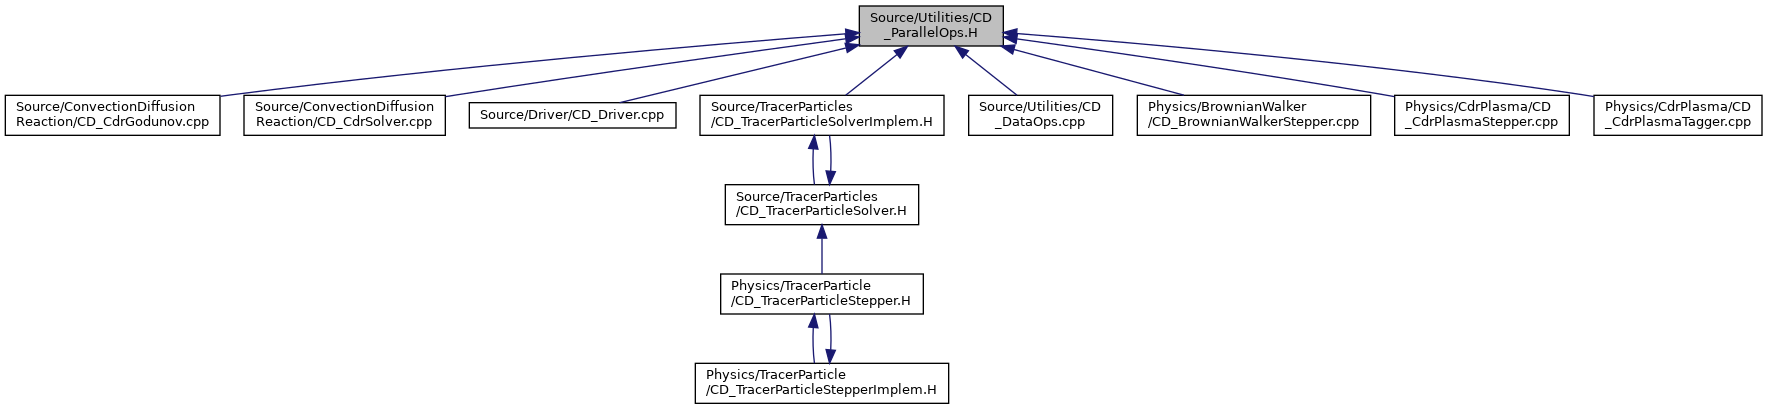 Source/Utilities/CD
_ParallelOps.H
Source/ConvectionDiffusion
Reaction/CD_CdrGodunov.cpp
Source/ConvectionDiffusion
Reaction/CD_CdrSolver.cpp
Source/Driver/CD_Driver.cpp
Source/TracerParticles
/CD_TracerParticleSolverImplem.H
Source/Utilities/CD
_DataOps.cpp
Physics/BrownianWalker
/CD_BrownianWalkerStepper.cpp
Physics/CdrPlasma/CD
_CdrPlasmaStepper.cpp
Physics/CdrPlasma/CD
_CdrPlasmaTagger.cpp
Source/TracerParticles
/CD_TracerParticleSolver.H
Physics/TracerParticle
/CD_TracerParticleStepper.H
Physics/TracerParticle
/CD_TracerParticleStepperImplem.H